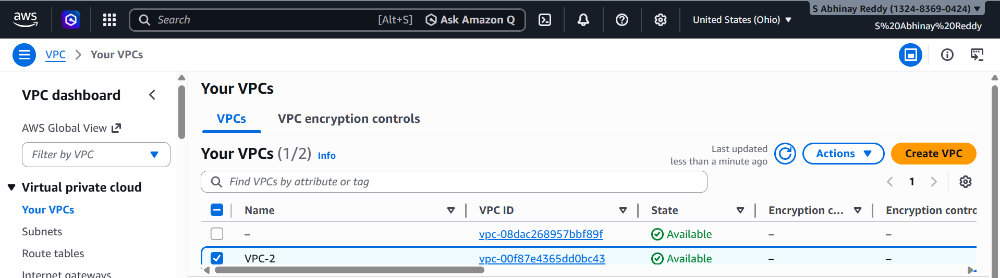 aws
Search [Alt+S] Ask Amazon Q
United States (Ohio) ▼
S Abhinay Reddy (1324-8369-0424) ▼
S%20Abhinay%20Reddy
VPC > Your VPCs
VPC dashboard
AWS Global View
Filter by VPC
Virtual private cloud
Your VPCs
Subnets
Route tables
Internet gateways
Your VPCs
VPCs
VPC encryption controls
Your VPCs (1/2) Info
Last updated
less than a minute ago
Actions
Create VPC
Find VPCs by attribute or tag
1
Name VPC ID State Encryption c... Encryption contro
– vpc-08dac268957bbf89f Available – –
VPC-2 vpc-00f87e4365dd0bc43 Available – –